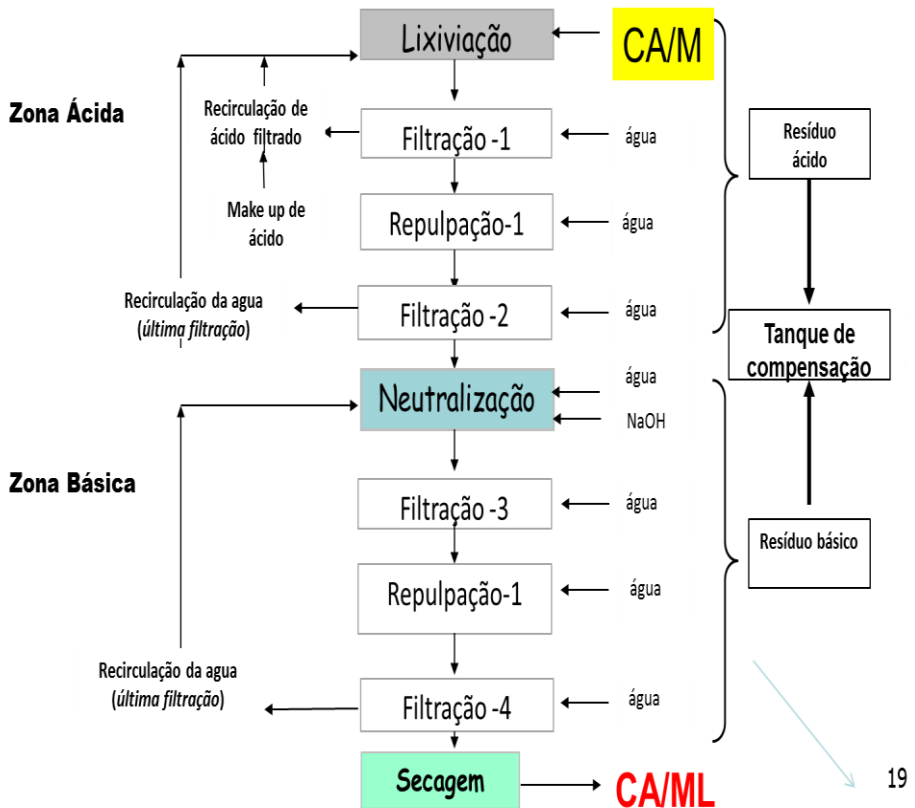 Lixiviação
CA/M
Zona Ácida
Recirculação de
ácido filtrado
Filtração -1
água
Resíduo
ácido
Make up de
ácido
Repulpação-1
água
Recirculação da agua
(última filtração)
Filtração -2
água
Tanque de
compensação
Neutralização
água
NaOH
Zona Básica
Filtração -3
água
Resíduo básico
Repulpação-1
água
Recirculação da agua
(última filtração)
Filtração -4
água
Secagem
CA/ML
19